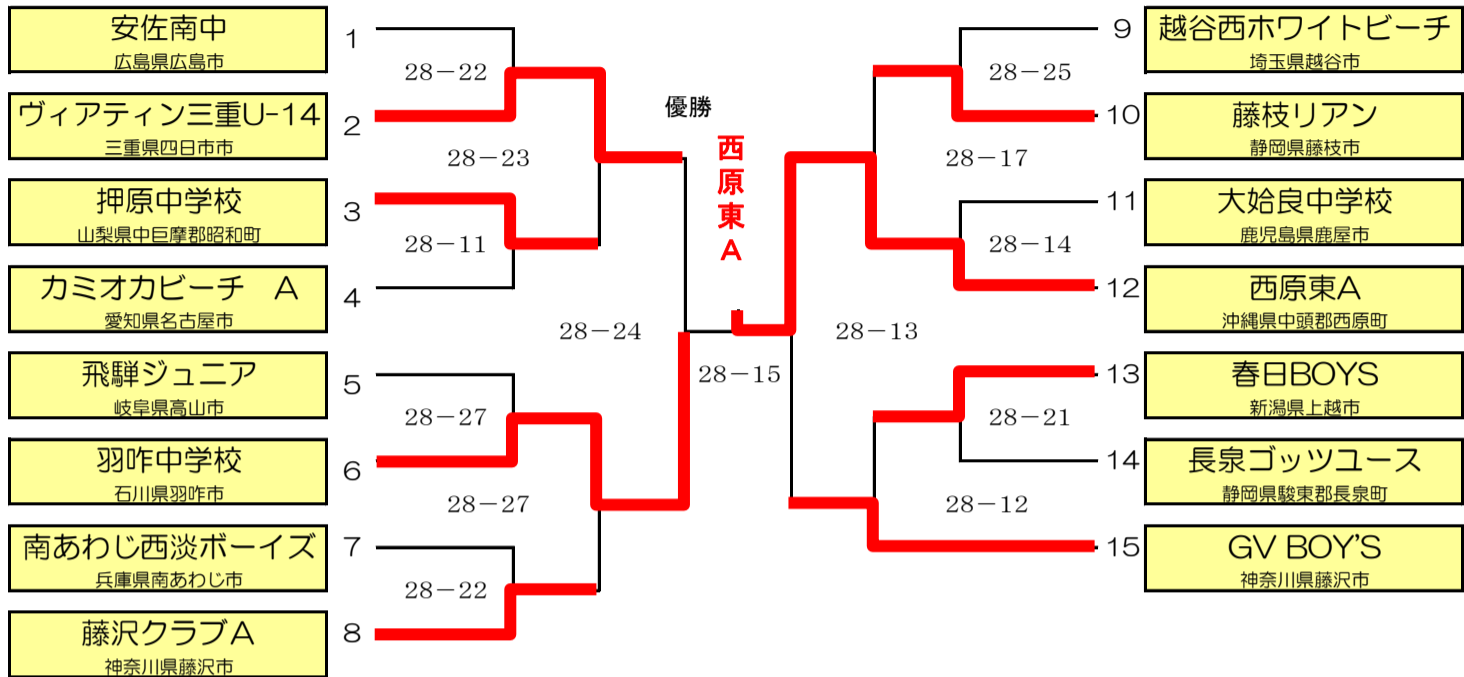 安佐南中
広島県広島市
1
28-22
ヴィアティン三重U-14
三重県四日市市
2
28-23
押原中学校
山梨県中巨摩郡昭和町
3
28-11
カミオカビーチ　A
愛知県名古屋市
4
28-24
飛騨ジュニア
岐阜県高山市
5
28-27
羽咋中学校
石川県羽咋市
6
28-27
南あわじ西淡ボーイズ
兵庫県南あわじ市
7
28-22
藤沢クラブA
神奈川県藤沢市
8
優勝
西原東A
28-15
9
越谷西ホワイトビーチ
埼玉県越谷市
28-25
10
藤枝リアン
静岡県藤枝市
28-17
11
大姶良中学校
鹿児島県鹿屋市
28-14
12
西原東A
沖縄県中頭郡西原町
28-13
13
春日BOYS
新潟県上越市
28-21
14
長泉ゴッツユース
静岡県駿東郡長泉町
28-12
15
GV BOY'S
神奈川県藤沢市